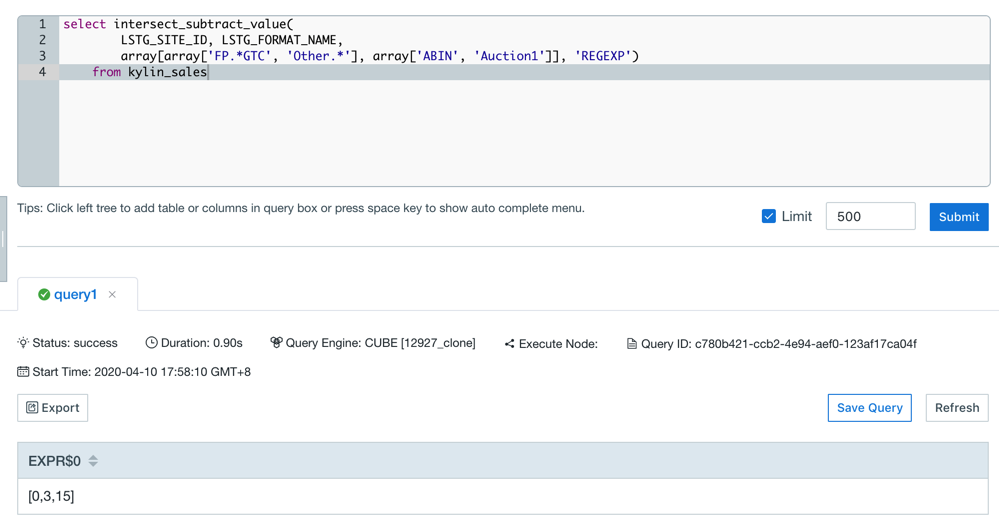 1 select intersect_subtract_value(
2 LSTG_SITE_ID, LSTG_FORMAT_NAME,
3 array[array['FP.*GTC', 'Other.*'], array['ABIN', 'Auction1']], 'REGEXP')
4 from kylin_sales
Tips: Click left tree to add table or columns in query box or press space key to show auto complete menu.
Limit 500 Submit
query1 ×
Status: success Duration: 0.90s Query Engine: CUBE [12927_clone] Execute Node: Query ID: c780b421-ccb2-4e94-aef0-123af17ca04f
Start Time: 2020-04-10 17:58:10 GMT+8
Export Save Query Refresh
EXPR$0
[0,3,15]